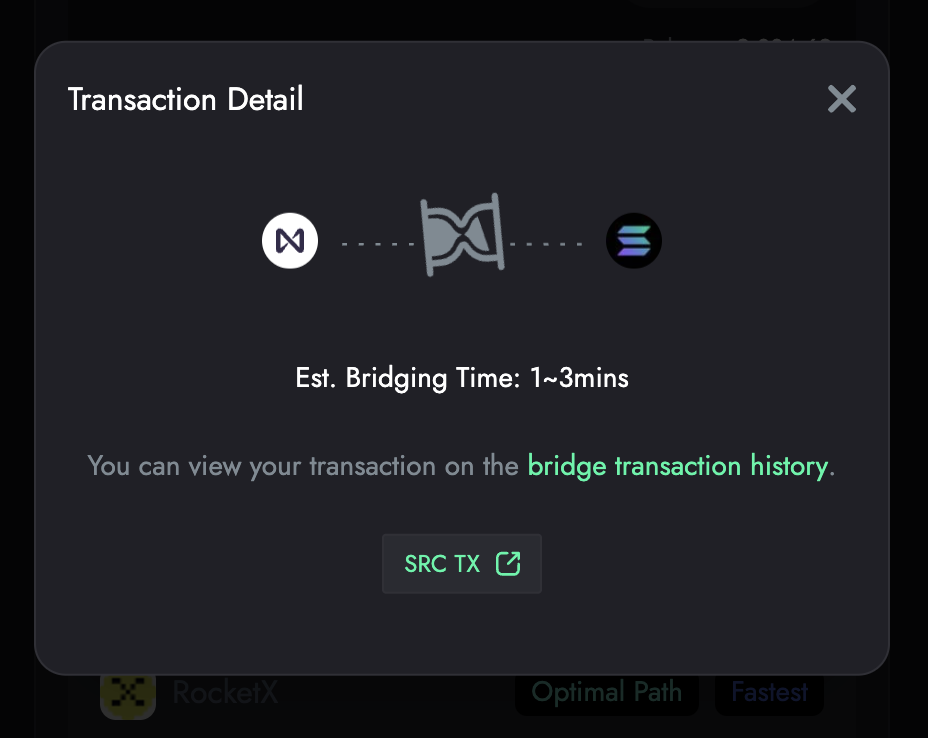 Transaction Detail
Est. Bridging Time: 1~3mins
You can view your transaction on the bridge transaction history.
SRC TX
RocketX
Optimal Path
Fastest